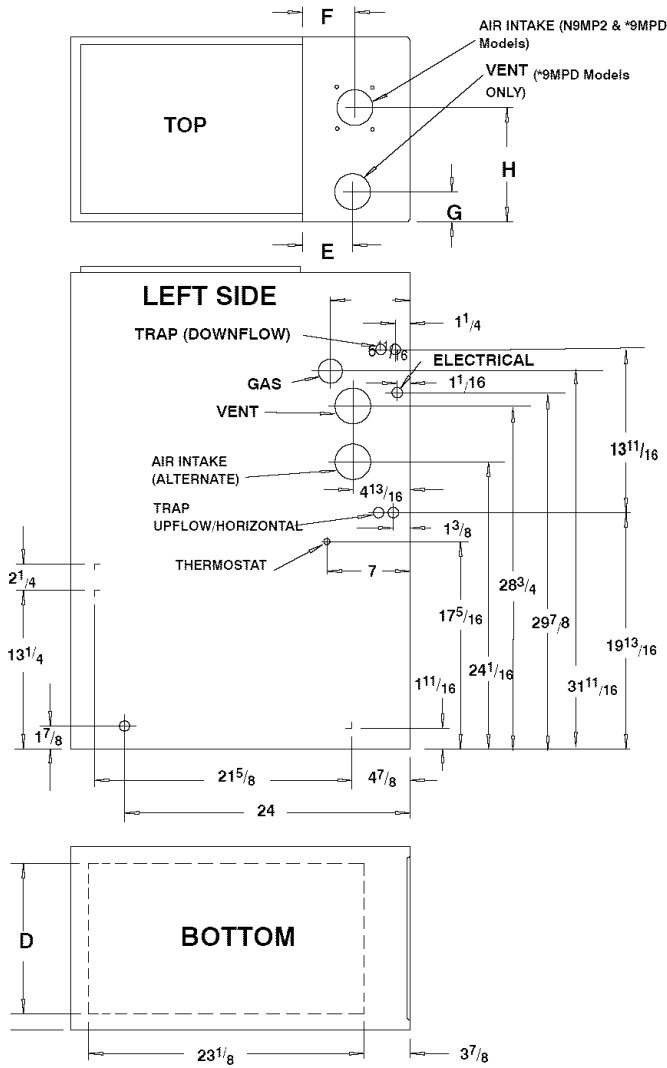 F
AIR INTAKE (N9MP2 & *9MPD
Models)
VENT (*9MPD Models
ONLY)
TOP
H
G
E
LEFT SIDE
TRAP (DOWNFLOW)
1 1/4
6 11/16
ELECTRICAL
GAS
1 1/16
VENT
13 11/16
AIR INTAKE
(ALTERNATE)
4 13/16
TRAP
UPFLOW/HORIZONTAL
1 3/8
THERMOSTAT
7
2 1/4
28 3/4
29 7/8
17 5/16
19 13/16
13 1/4
24 1/16
31 11/16
1 11/16
1 7/8
21 5/8
4 7/8
24
D
BOTTOM
23 1/8
3 7/8